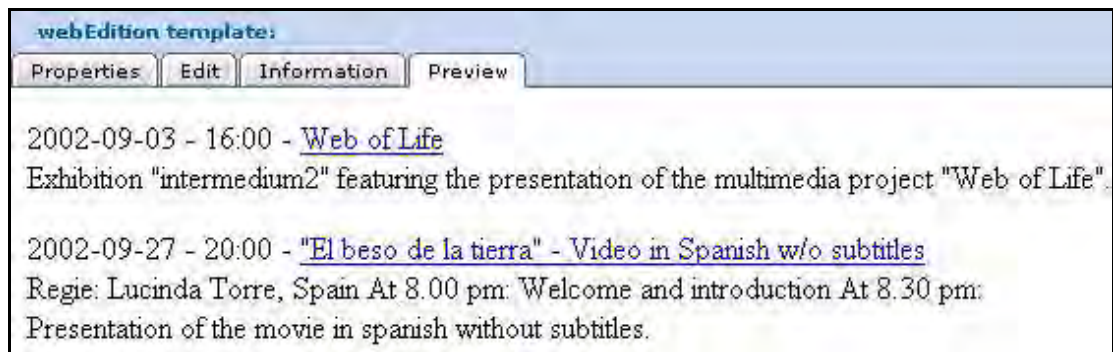 webEdition template:
Properties Edit Information Preview
2002-09-03 - 16:00 - Web of Life
Exhibition "intermedium2" featuring the presentation of the multimedia project "Web of Life".
2002-09-27 - 20:00 - "El beso de la tierra" - Video in Spanish w/o subtitles
Regie: Lucinda Torre, Spain At 8.00 pm: Welcome and introduction At 8.30 pm:
Presentation of the movie in spanish without subtitles.